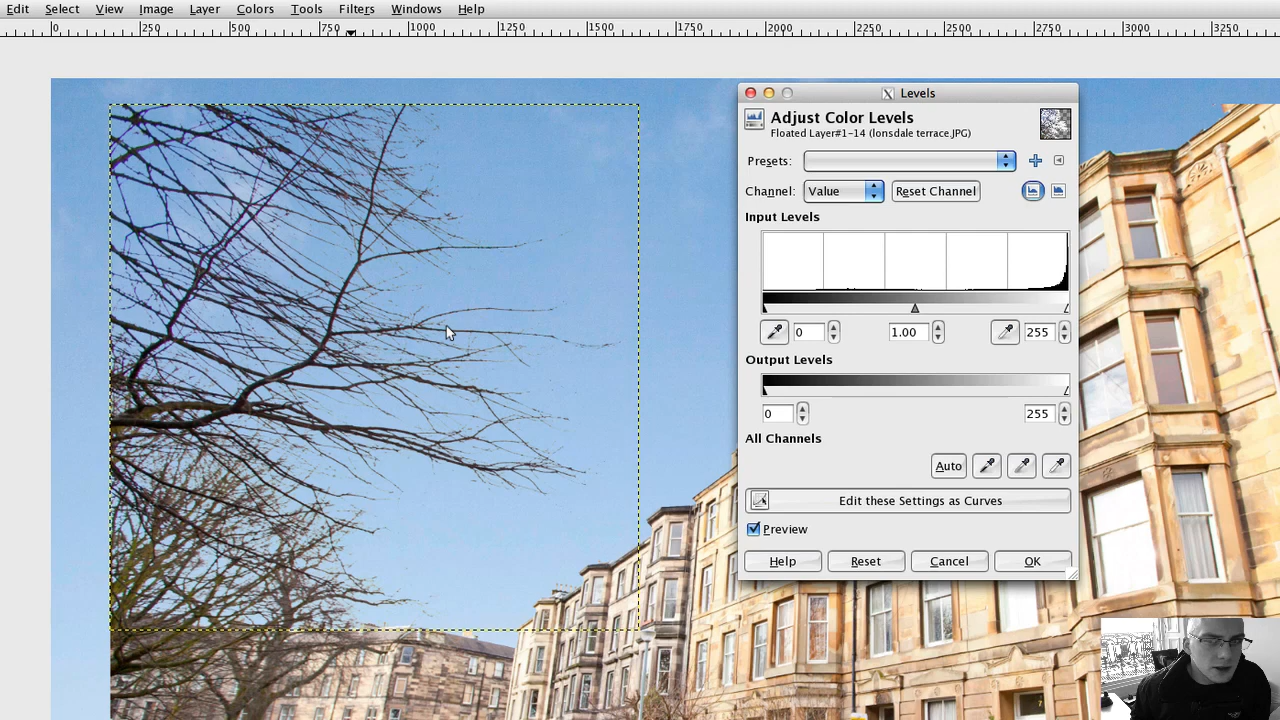 Edit Select View Image Layer Colors Tools Filters Windows Help
0 250 500 750 1000 1250 1500 1750 2000 2250 2500 2750 3000 3250
Levels
Adjust Color Levels
Floated Layer#1-14 (lonsdale terrace.JPG)
Presets:
Channel: Value Reset Channel
Input Levels
0 1.00 255
Output Levels
0 255
All Channels
Auto
Edit these Settings as Curves
Preview
Help Reset Cancel OK